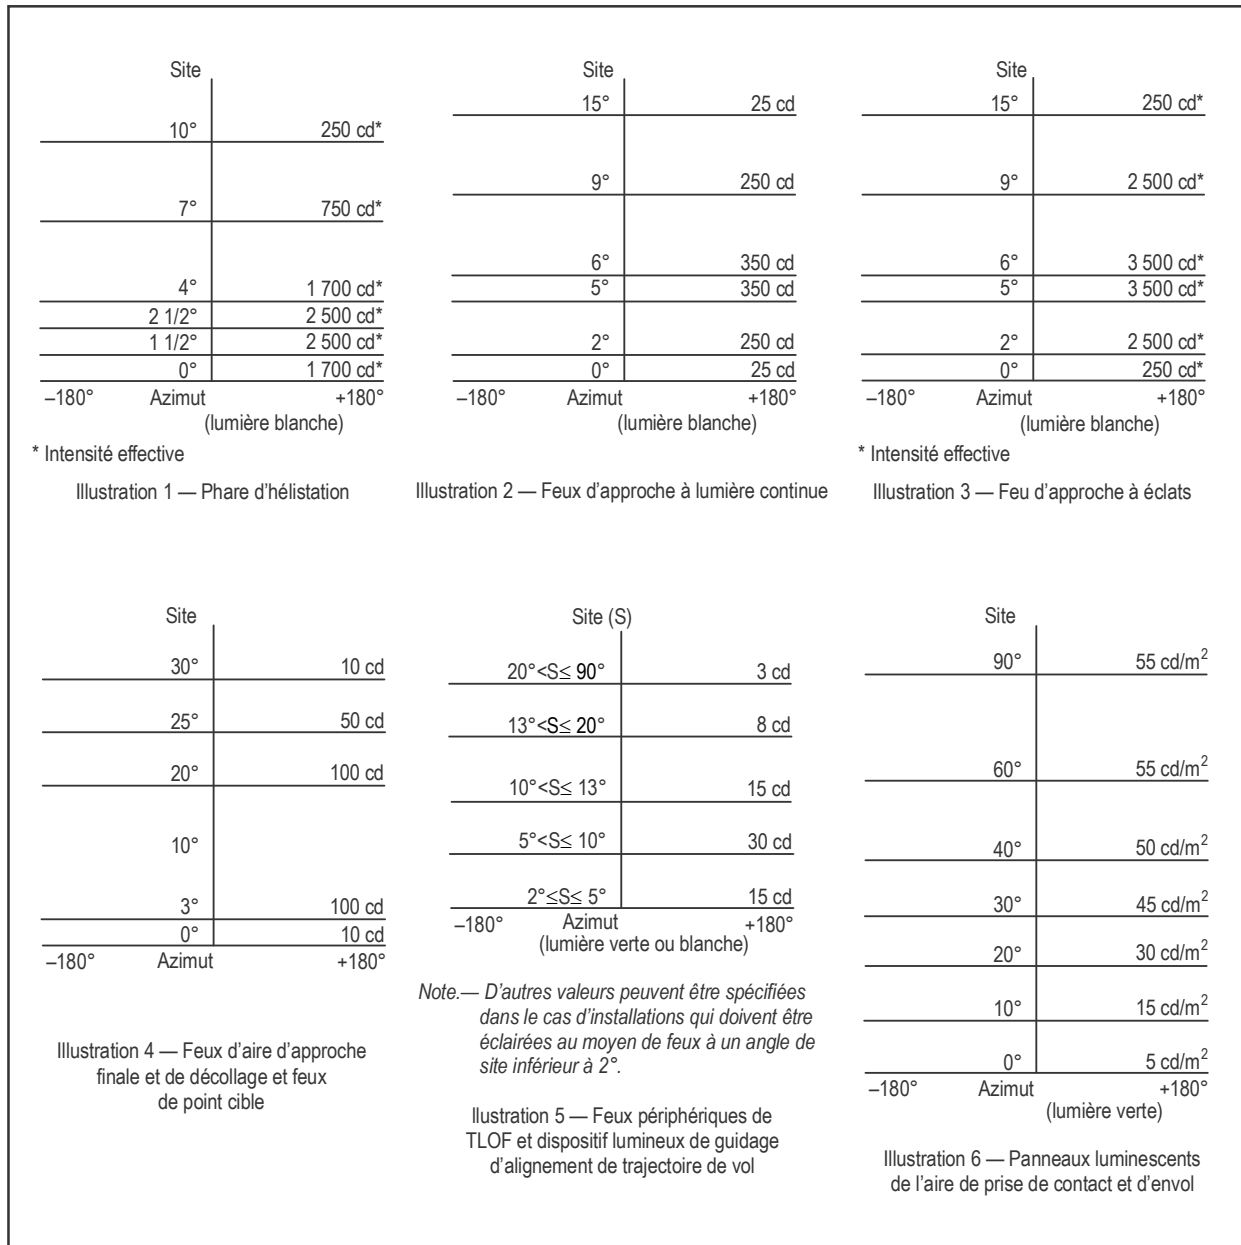 Site
10° 250 cd*
7° 750 cd*
4° 1 700 cd*
2 1/2° 2 500 cd*
1 1/2° 2 500 cd*
0° 1 700 cd*
–180° Azimut +180°
(lumière blanche)
* Intensité effective
Illustration 1 — Phare d'hélistation
Site
15° 25 cd
9° 250 cd
6° 350 cd
5° 350 cd
2° 250 cd
0° 25 cd
–180° Azimut +180°
(lumière blanche)
Illustration 2 — Feux d'approche à lumière continue
Site
15° 250 cd*
9° 2 500 cd*
6° 3 500 cd*
5° 3 500 cd*
2° 2 500 cd*
0° 250 cd*
–180° Azimut +180°
(lumière blanche)
* Intensité effective
Illustration 3 — Feu d'approche à éclats
Site
30° 10 cd
25° 50 cd
20° 100 cd
10°
3° 100 cd
0° 10 cd
–180° Azimut +180°
Illustration 4 — Feux d'aire d'approche
finale et de décollage et feux
de point cible
Site (S)
20°<S≤ 90° 3 cd
13°<S≤ 20° 8 cd
10°<S≤ 13° 15 cd
5°<S≤ 10° 30 cd
2°≤S≤ 5° 15 cd
–180° Azimut +180°
(lumière verte ou blanche)
Note.— D'autres valeurs peuvent être spécifiées
dans le cas d'installations qui doivent être
éclairées au moyen de feux à un angle de
site inférieur à 2°.
llustration 5 — Feux périphériques de
TLOF et dispositif lumineux de guidage
d'alignement de trajectoire de vol
Site
90° 55 cd/m²
60° 55 cd/m²
40° 50 cd/m²
30° 45 cd/m²
20° 30 cd/m²
10° 15 cd/m²
0° 5 cd/m²
–180° Azimut +180°
(lumière verte)
Illustration 6 — Panneaux luminescents
de l'aire de prise de contact et d'envol